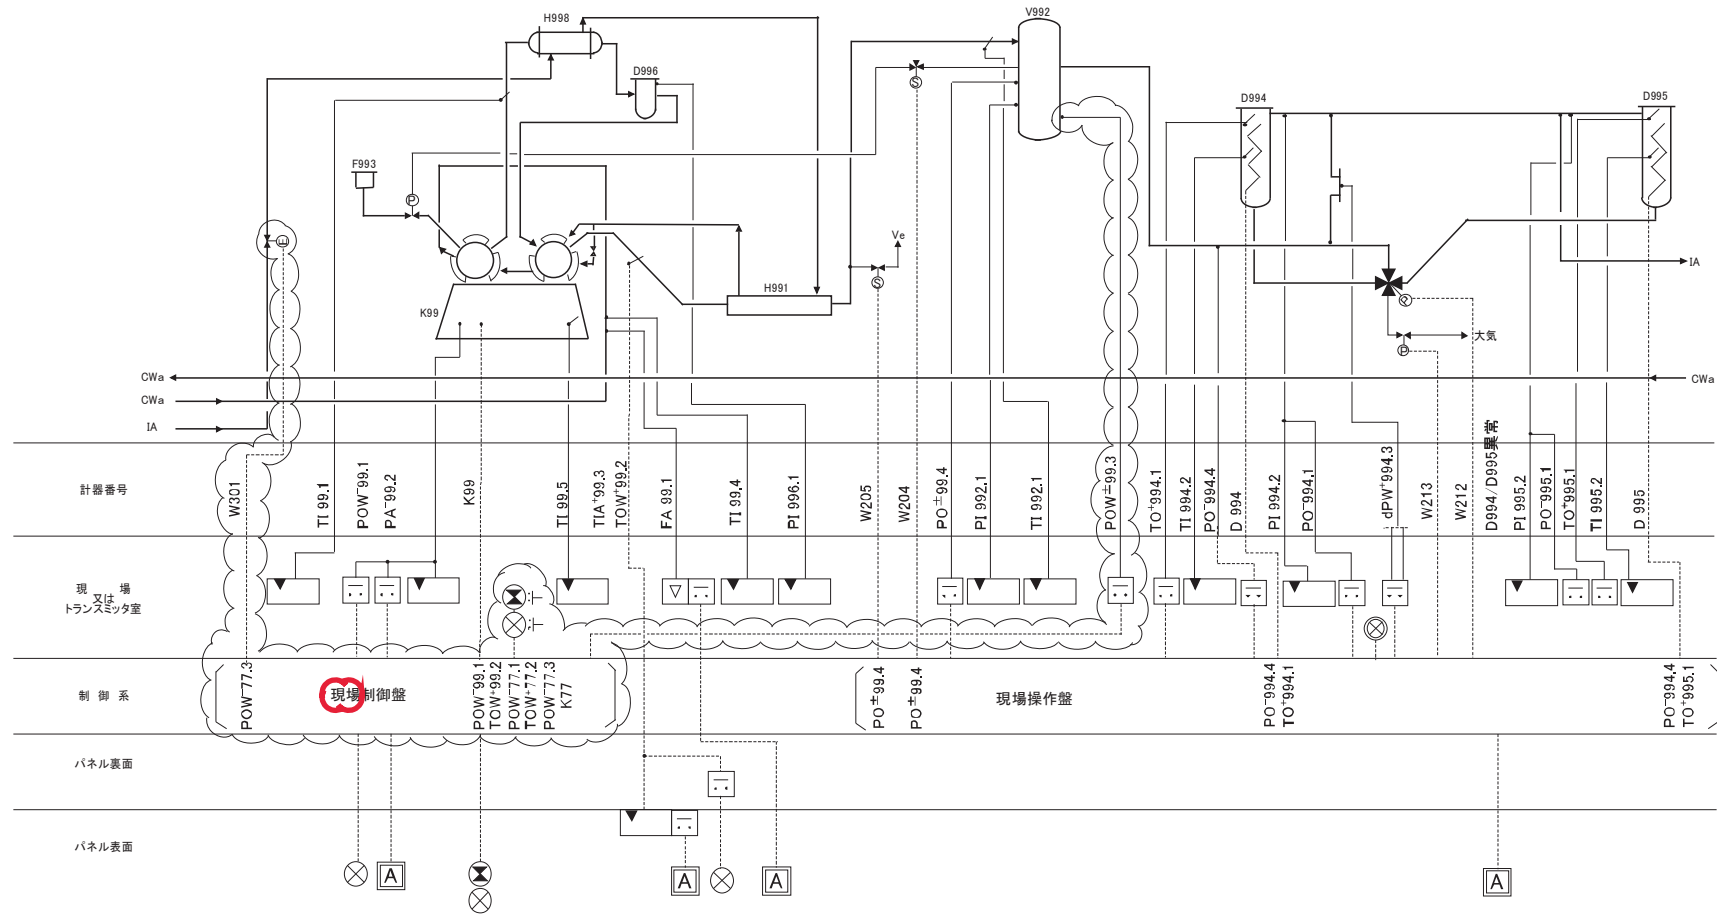 H998
V992
D996
D994
D995
F993
Ve
H991
K99
IA
大気
CWa
CWa
CWa
IA
計器番号
W301
TI 99.1
POW⁻99.1
PA⁻99.2
K99
TI 99.5
TIA⁺99.3
TOW⁺99.2
FA 99.1
TI 99.4
PI 996.1
W205
W204
PO±99.4
PI 992.1
TI 992.1
POW±99.3
TO⁺994.1
TI 994.2
PO⁻994.4
D 994
PI 994.2
PO⁻994.1
dPW⁺994.3
W213
W212
D994/D995異常
PI 995.2
PO⁻995.1
TO⁺995.1
TI 995.2
D 995
現 場
又は
トランスミッタ室
制 御 系
POW⁻77.3
現場制御盤
POW⁻99.1
TOW⁺99.2
POW⁻77.1
TOW⁺77.2
POW⁻77.3
K77
PO±99.4
PO±99.4
現場操作盤
PO⁻994.4
TO⁺994.1
PO⁻994.4
TO⁺995.1
パネル裏面
パネル表面
A
A
A
A
E
P
S
S
P
P